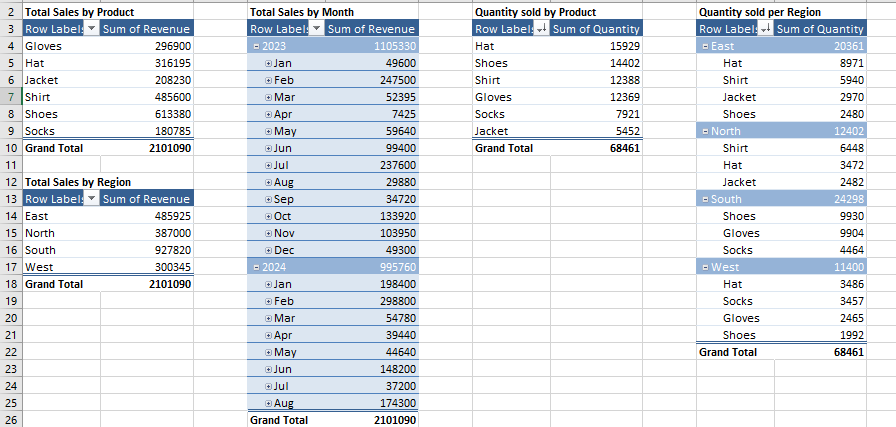 2 Total Sales by Product Total Sales by Month Quantity sold by Product Quantity sold per Region
3 Row Labels Sum of Revenue Row Labels Sum of Revenue Row Labels Sum of Quantity Row Labels Sum of Quantity
4 Gloves 296900 2023 1105330 Hat 15929 East 20361
5 Hat 316195 Jan 49600 Shoes 14402 Hat 8971
6 Jacket 208230 Feb 247500 Shirt 12388 Shirt 5940
7 Shirt 485600 Mar 52395 Gloves 12369 Jacket 2970
8 Shoes 613380 Apr 7425 Socks 7921 Shoes 2480
9 Socks 180785 May 59640 Jacket 5452 North 12402
10 Grand Total 2101090 Jun 99400 Grand Total 68461 Shirt 6448
11 Jul 237600 Hat 3472
12 Total Sales by Region Aug 29880 Jacket 2482
13 Row Labels Sum of Revenue Sep 34720 South 24298
14 East 485925 Oct 133920 Shoes 9930
15 North 387000 Nov 103950 Gloves 9904
16 South 927820 Dec 49300 Socks 4464
17 West 300345 2024 995760 West 11400
18 Grand Total 2101090 Jan 198400 Hat 3486
19 Feb 298800 Socks 3457
20 Mar 54780 Gloves 2465
21 Apr 39440 Shoes 1992
22 May 44640 Grand Total 68461
23 Jun 148200
24 Jul 37200
25 Aug 174300
26 Grand Total 2101090